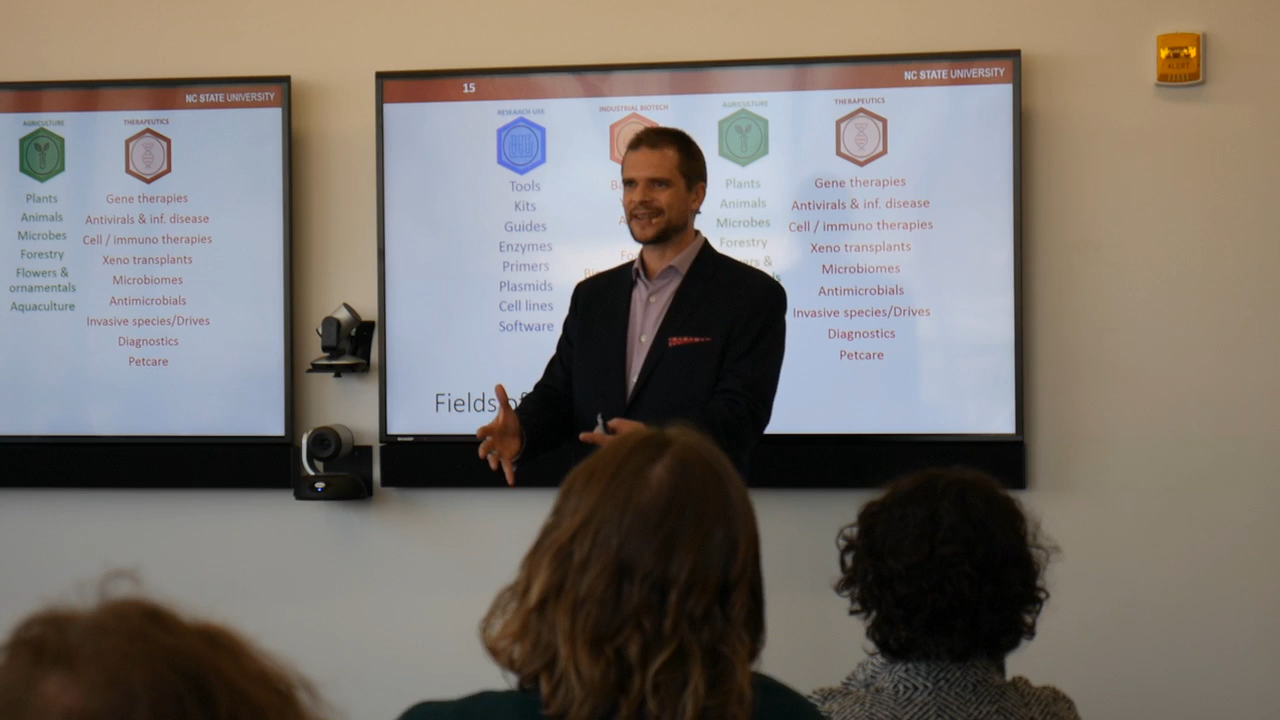 NC STATE UNIVERSITY
AGRICULTURE
THERAPEUTICS
Plants
Animals
Microbes
Forestry
Flowers &
ornamentals
Aquaculture
Gene therapies
Antivirals & inf. disease
Cell / immuno therapies
Xeno transplants
Microbiomes
Antimicrobials
Invasive species/Drives
Diagnostics
Petcare
15
NC STATE UNIVERSITY
RESEARCH USE
INDUSTRIAL BIOTECH
AGRICULTURE
THERAPEUTICS
Tools
Kits
Guides
Enzymes
Primers
Plasmids
Cell lines
Software
Plants
Animals
Microbes
Forestry
&
Gene therapies
Antivirals & inf. disease
Cell / immuno therapies
Xeno transplants
Microbiomes
Antimicrobials
Invasive species/Drives
Diagnostics
Petcare
Fields of
ALERT